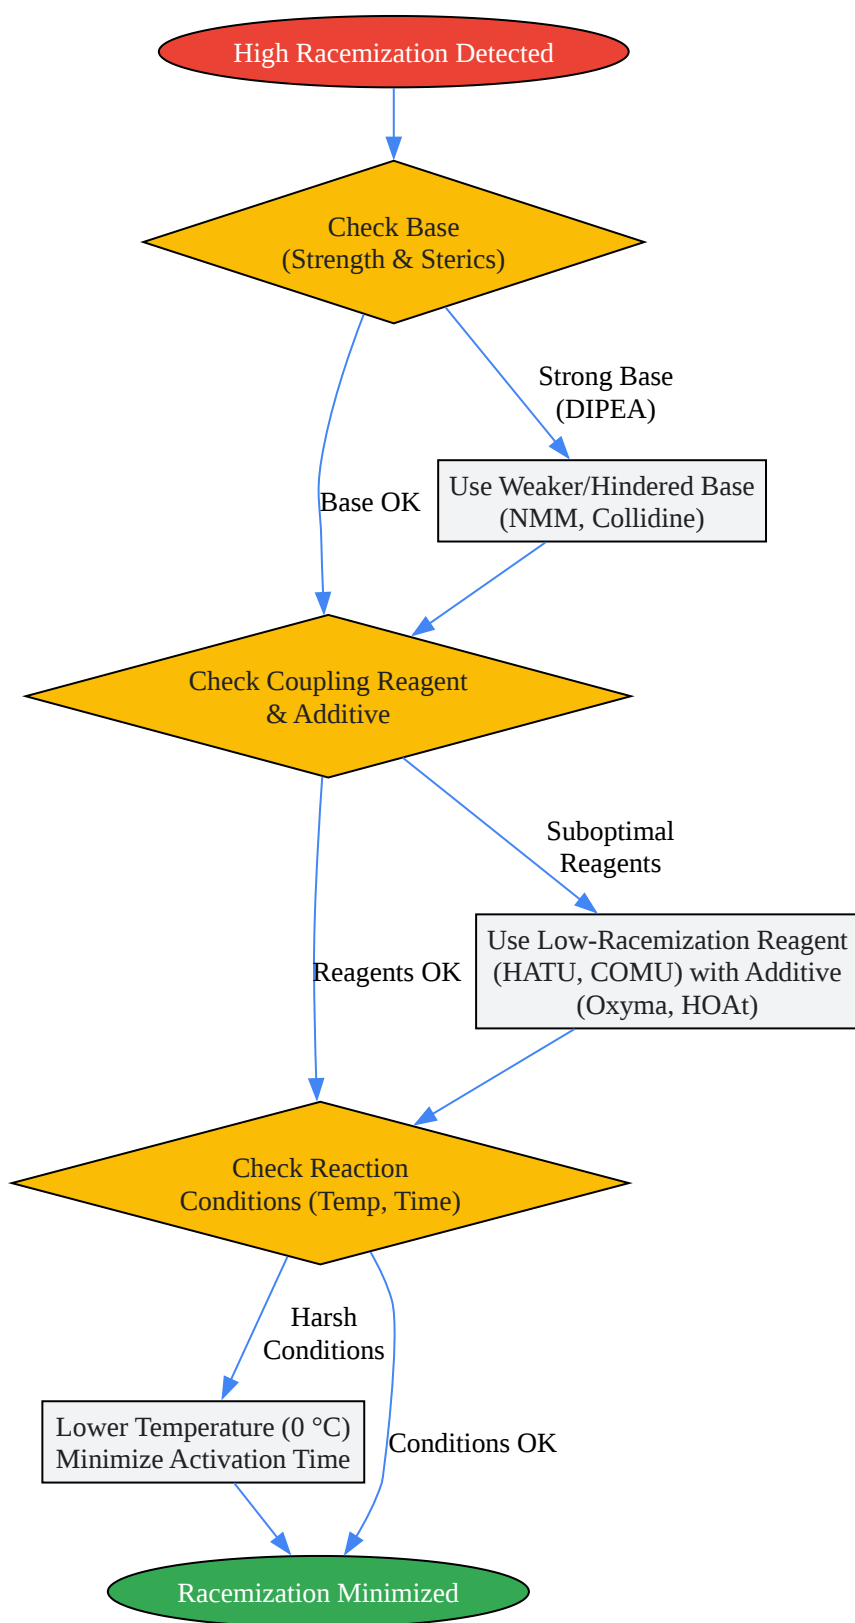 High Racemization Detected
Check Base
(Strength & Sterics)
Strong Base
(DIPEA)
Use Weaker/Hindered Base
(NMM, Collidine)
Base OK
Check Coupling Reagent
& Additive
Suboptimal
Reagents
Use Low-Racemization Reagent
(HATU, COMU) with Additive
(Oxyma, HOAt)
Reagents OK
Check Reaction
Conditions (Temp, Time)
Harsh
Conditions
Lower Temperature (0 °C)
Minimize Activation Time
Conditions OK
Racemization Minimized